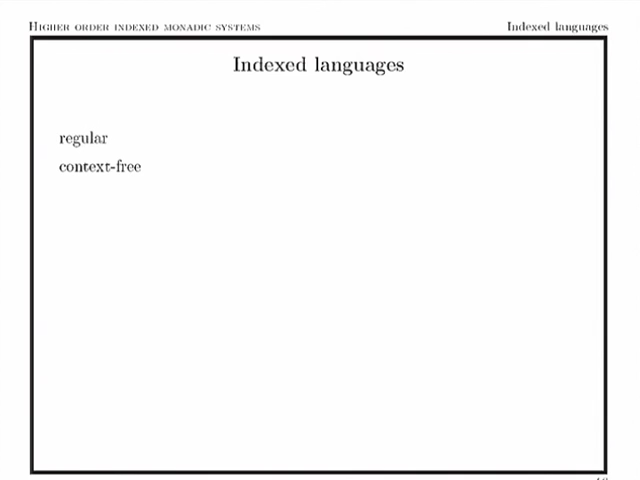 Higher order indexed monadic systems
Indexed languages
Indexed languages
regular
context-free